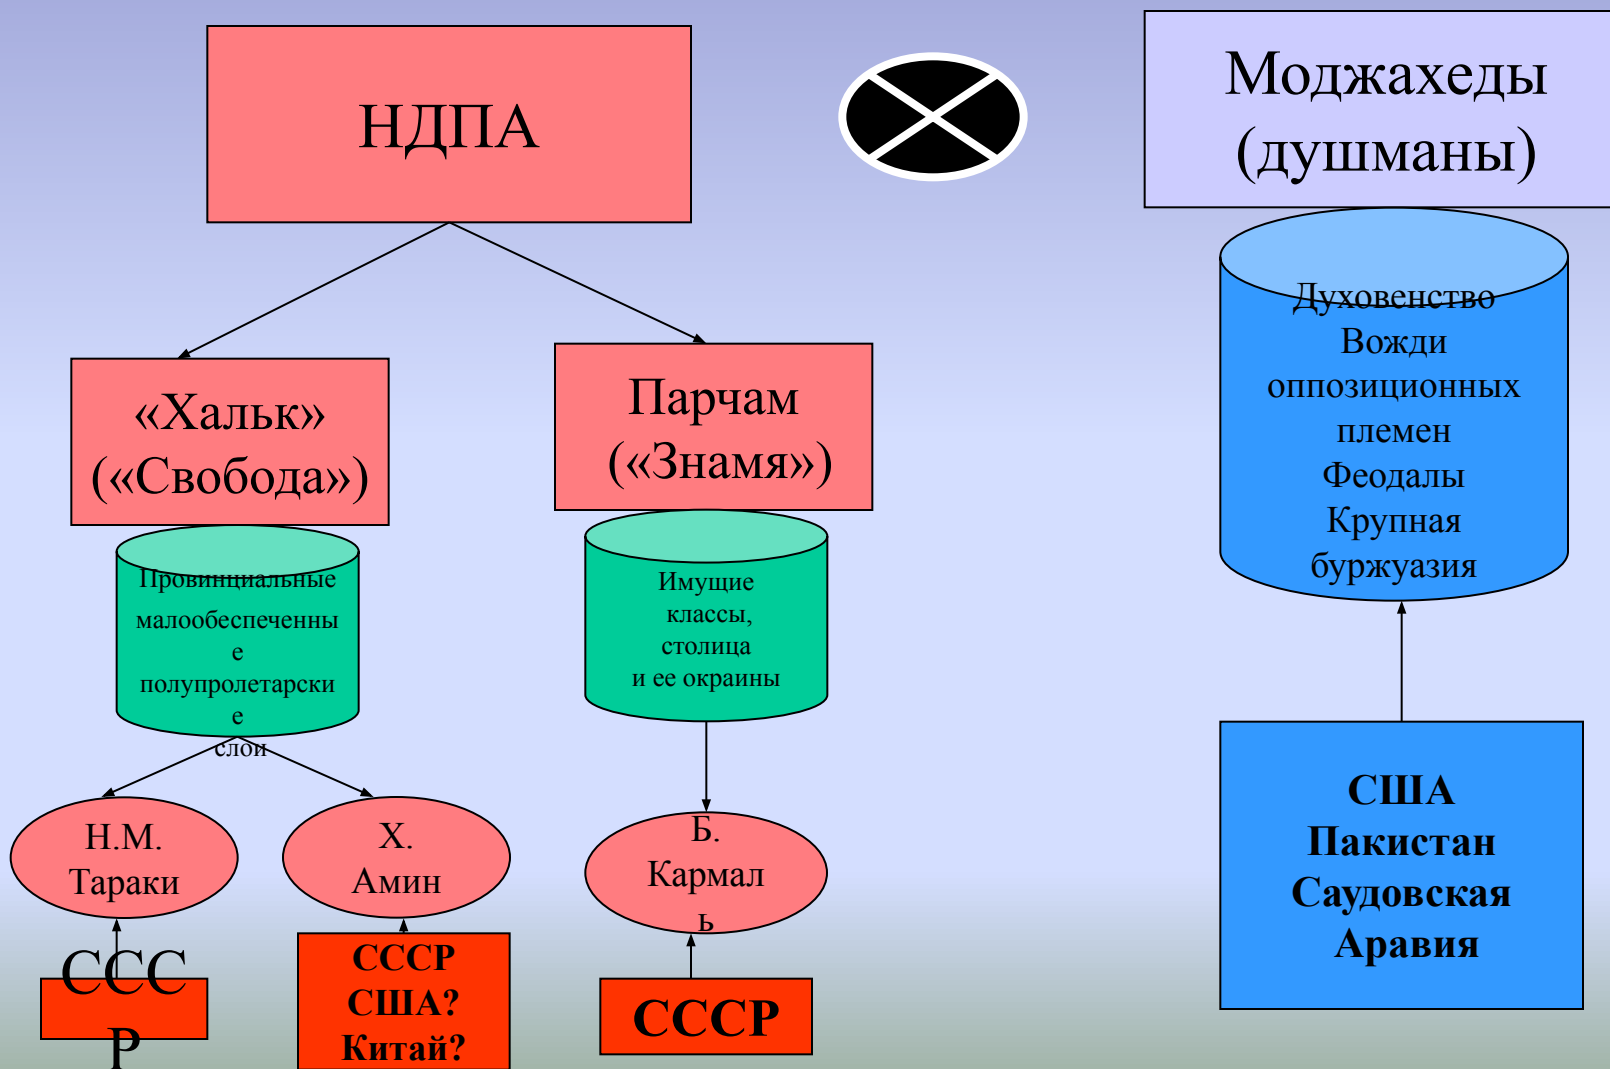 НДПА
Моджахеды
(душманы)
«Хальк»
(«Свобода»)
Парчам
(«Знамя»)
Провинциальные
малообеспеченны
е
полупролетарски
е
слои
Имущие
классы,
столица
и ее окраины
Духовенство
Вожди
оппозиционных
племен
Феодалы
Крупная
буржуазия
Н.М.
Тараки
Х.
Амин
Б.
Кармал
ь
ССС
Р
СССР
США?
Китай?
СССР
США
Пакистан
Саудовская
Аравия